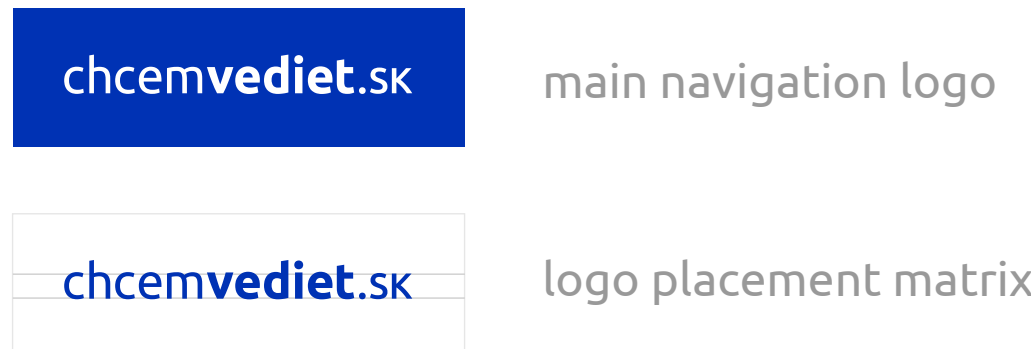 chcemvediet.sk
main navigation logo
chcemvediet.sk
logo placement matrix